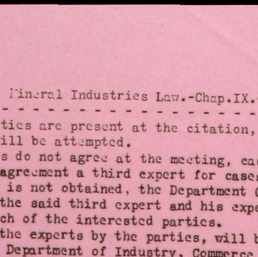 Mineral Industries Law.-Chap.IX.
- - - - - - - - - - - - - - - - - -
ties are present at the citation,
ill be attempted.
s do not agree at the meeting, ea
agreement a third expert for case
is not obtained, the Department
the said third expert and his expe
ch of the interested parties.
the experts by the parties, will b
Department of Industry, Commerce